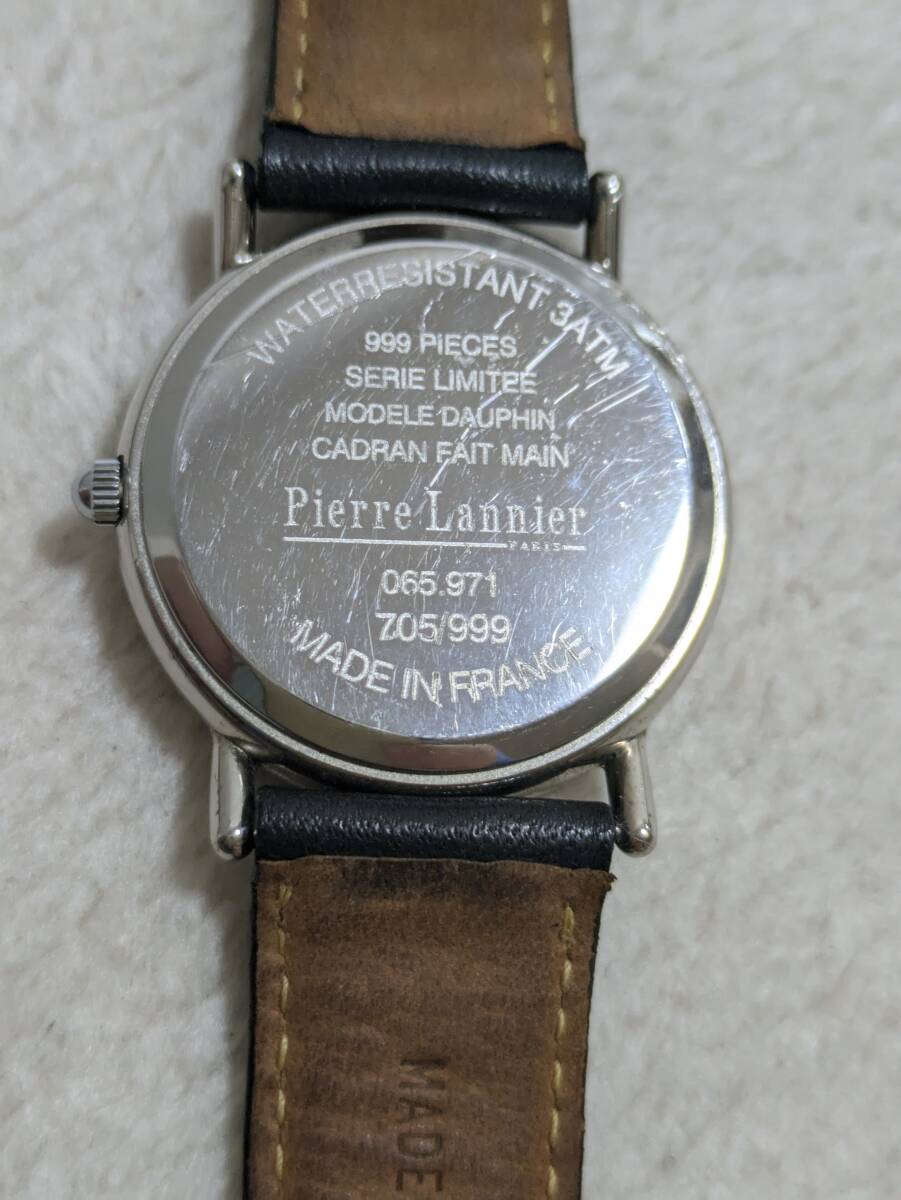 WATERRESISTANT 3ATM
999 PIECES
SERIE LIMITEE
MODELE DAUPHIN
CADRAN FAIT MAIN
Pierre Lannier
PARIS
065.971
705/999
MADE IN FRANCE
MADE